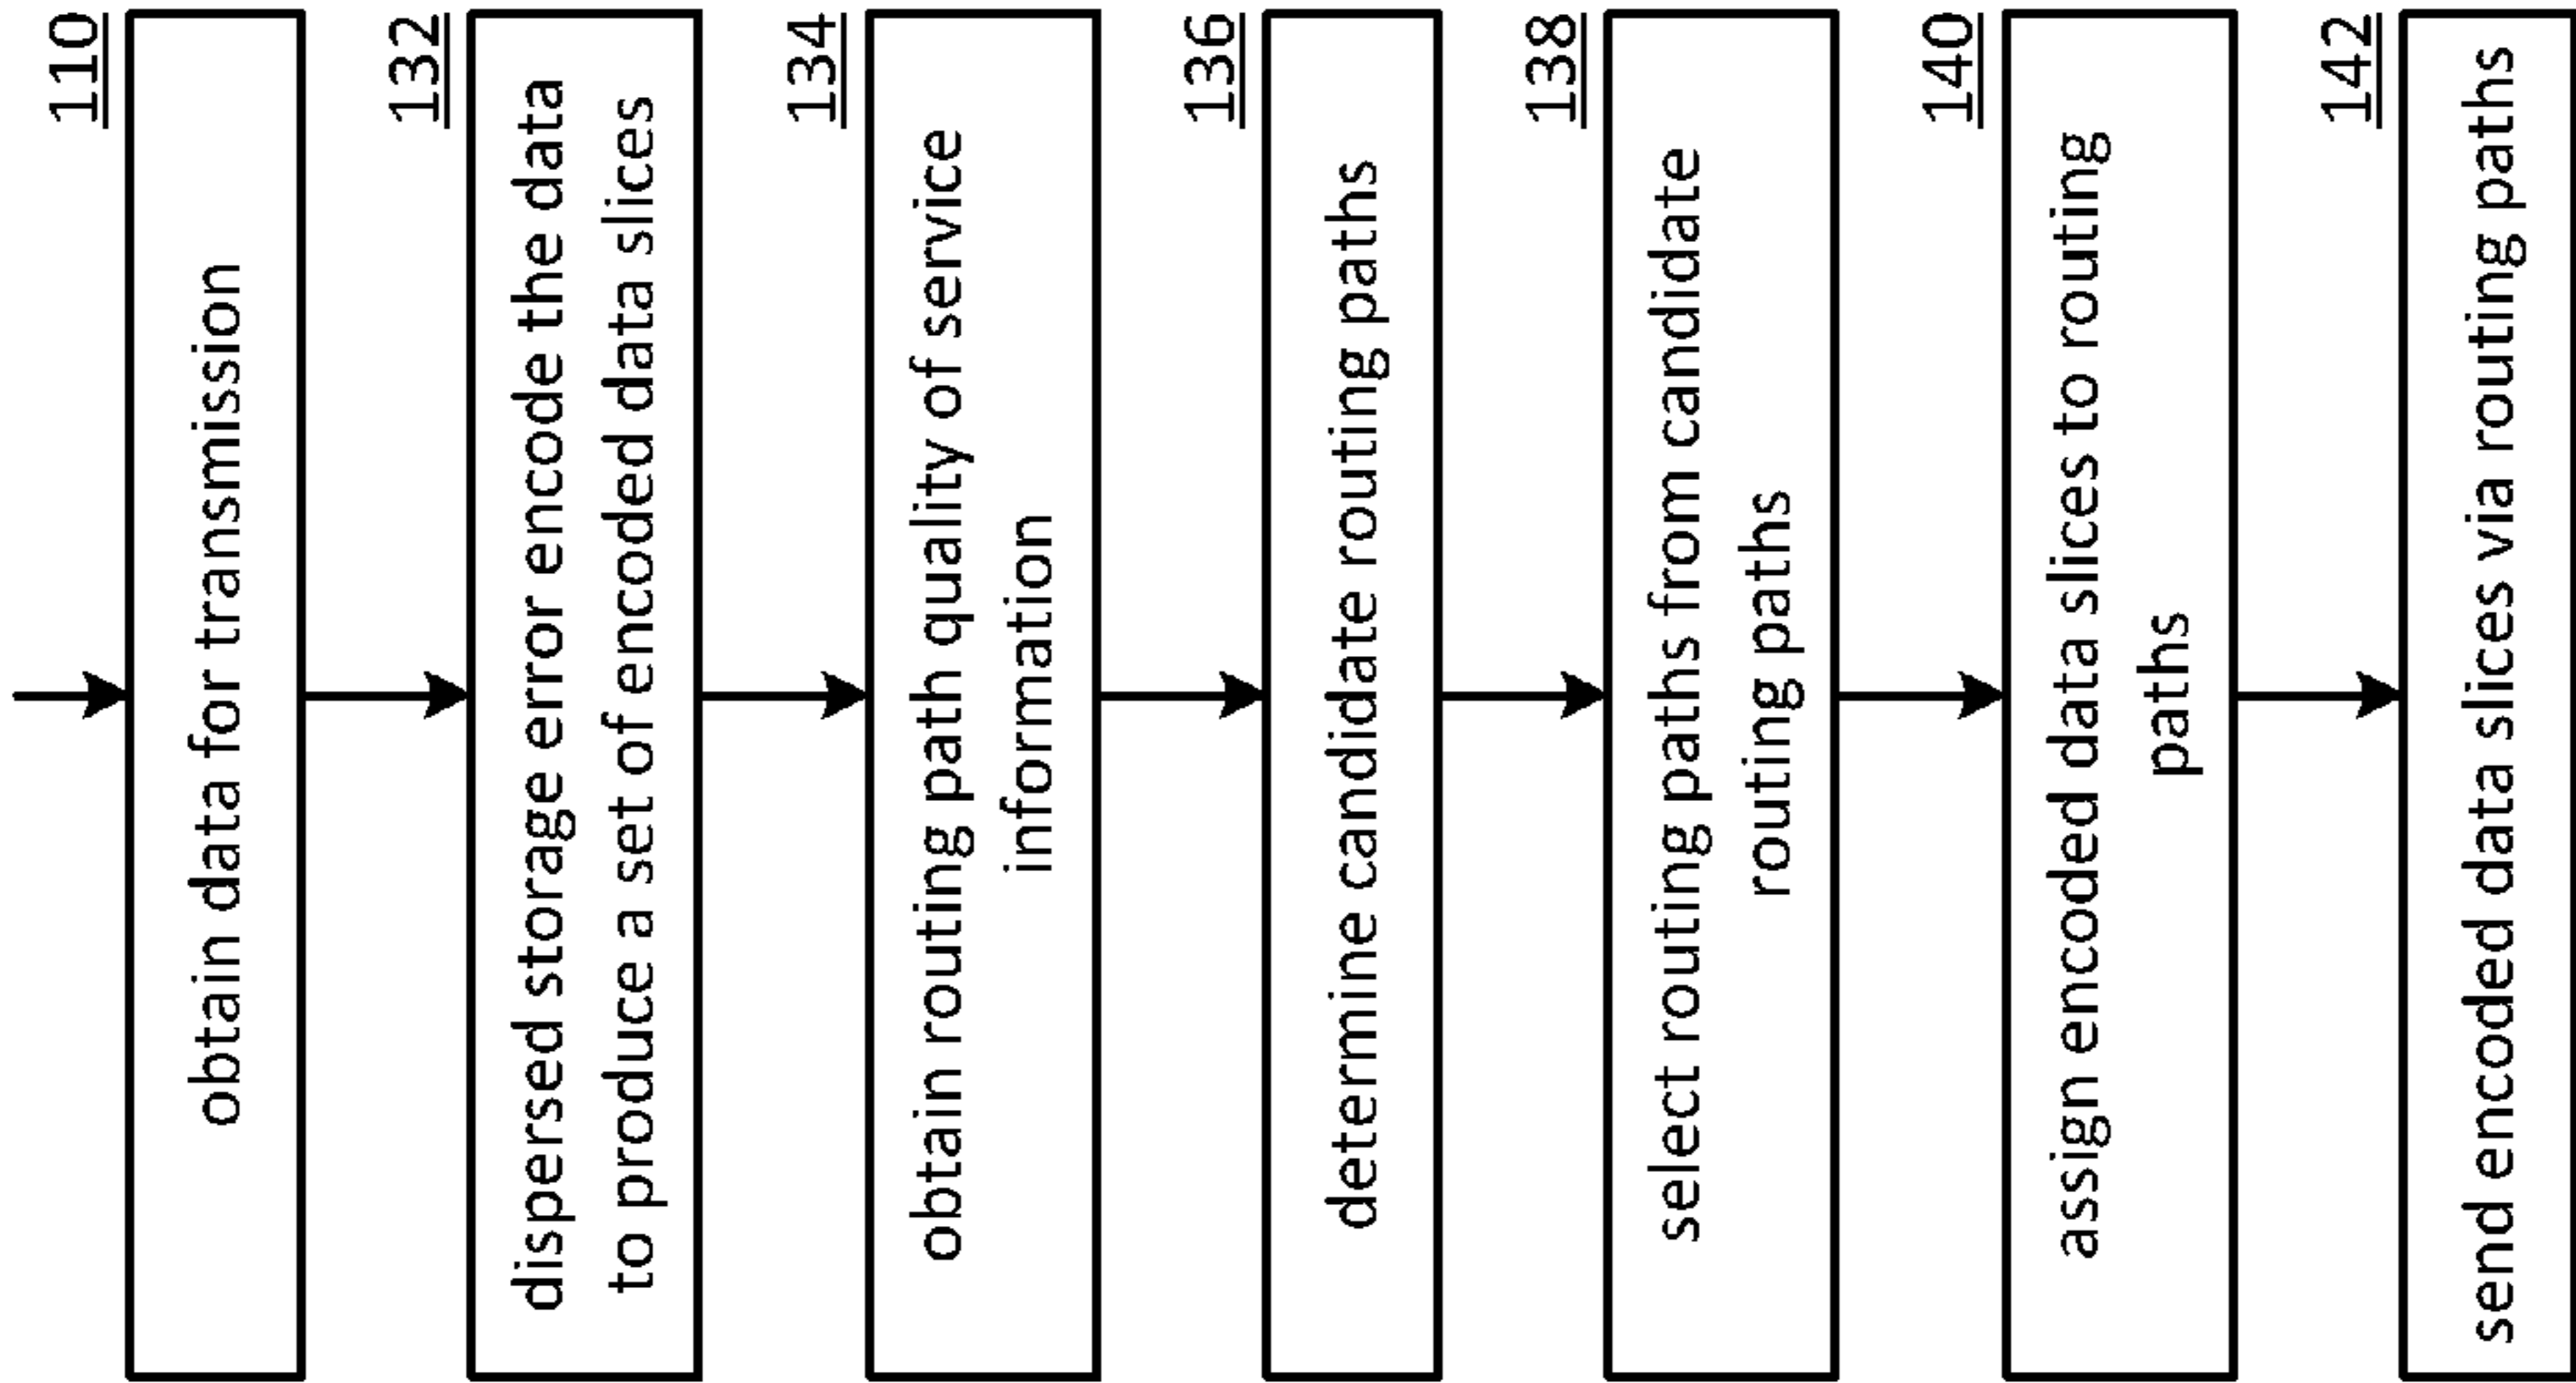 110
obtain data for transmission
132
dispersed storage error encode the data
to produce a set of encoded data slices
134
obtain routing path quality of service
information
136
determine candidate routing paths
138
select routing paths from candidate
routing paths
140
assign encoded data slices to routing
paths
142
send encoded data slices via routing paths